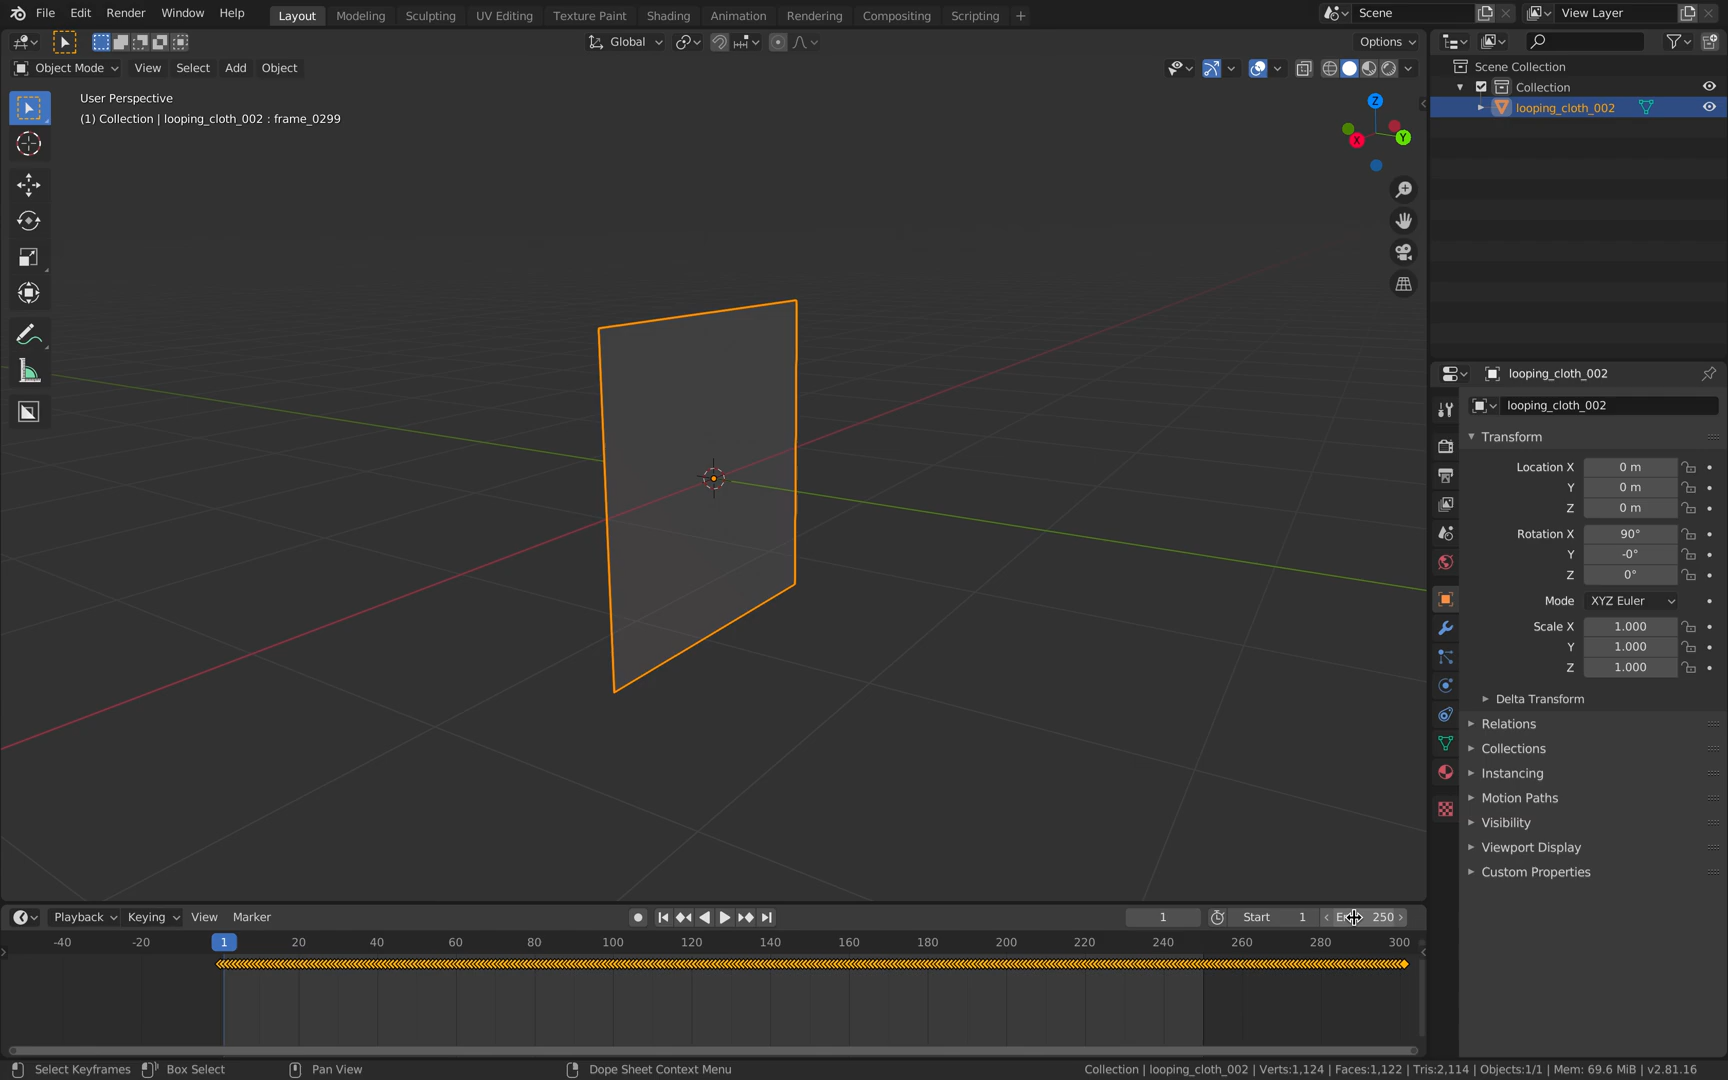 File Edit Render Window Help Layout Modeling Sculpting UV Editing Texture Paint Shading Animation Rendering Compositing Scripting + Scene View Layer
Global Options
Object Mode View Select Add Object
User Perspective
(1) Collection | looping_cloth_002 : frame_0299
Z
Y
X
Scene Collection
Collection
looping_cloth_002
looping_cloth_002
looping_cloth_002
Transform
Location X 0 m
Y 0 m
Z 0 m
Rotation X 90°
Y -0°
Z 0°
Mode XYZ Euler
Scale X 1.000
Y 1.000
Z 1.000
Delta Transform
Relations
Collections
Instancing
Motion Paths
Visibility
Viewport Display
Custom Properties
Playback Keying View Marker 1 Start 1 250
-40 -20 1 20 40 60 80 100 120 140 160 180 200 220 240 260 280 300
Select Keyframes Box Select Pan View Dope Sheet Context Menu Collection | looping_cloth_002 | Verts:1,124 | Faces:1,122 | Tris:2,114 | Objects:1/1 | Mem: 69.6 MiB | v2.81.16